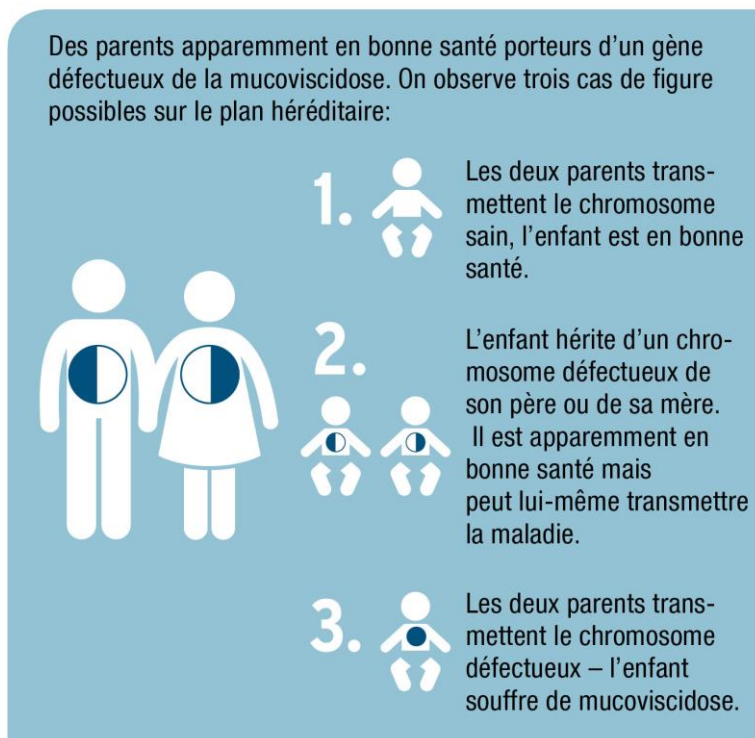 Des parents apparemment en bonne santé porteurs d'un gène
défectueux de la mucoviscidose. On observe trois cas de figure
possibles sur le plan héréditaire:
1.
Les deux parents trans-
mettent le chromosome
sain, l'enfant est en bonne
santé.
2.
L'enfant hérite d'un chro-
mosome défectueux de
son père ou de sa mère.
Il est apparemment en
bonne santé mais
peut lui-même transmettre
la maladie.
3.
Les deux parents trans-
mettent le chromosome
défectueux – l'enfant
souffre de mucoviscidose.